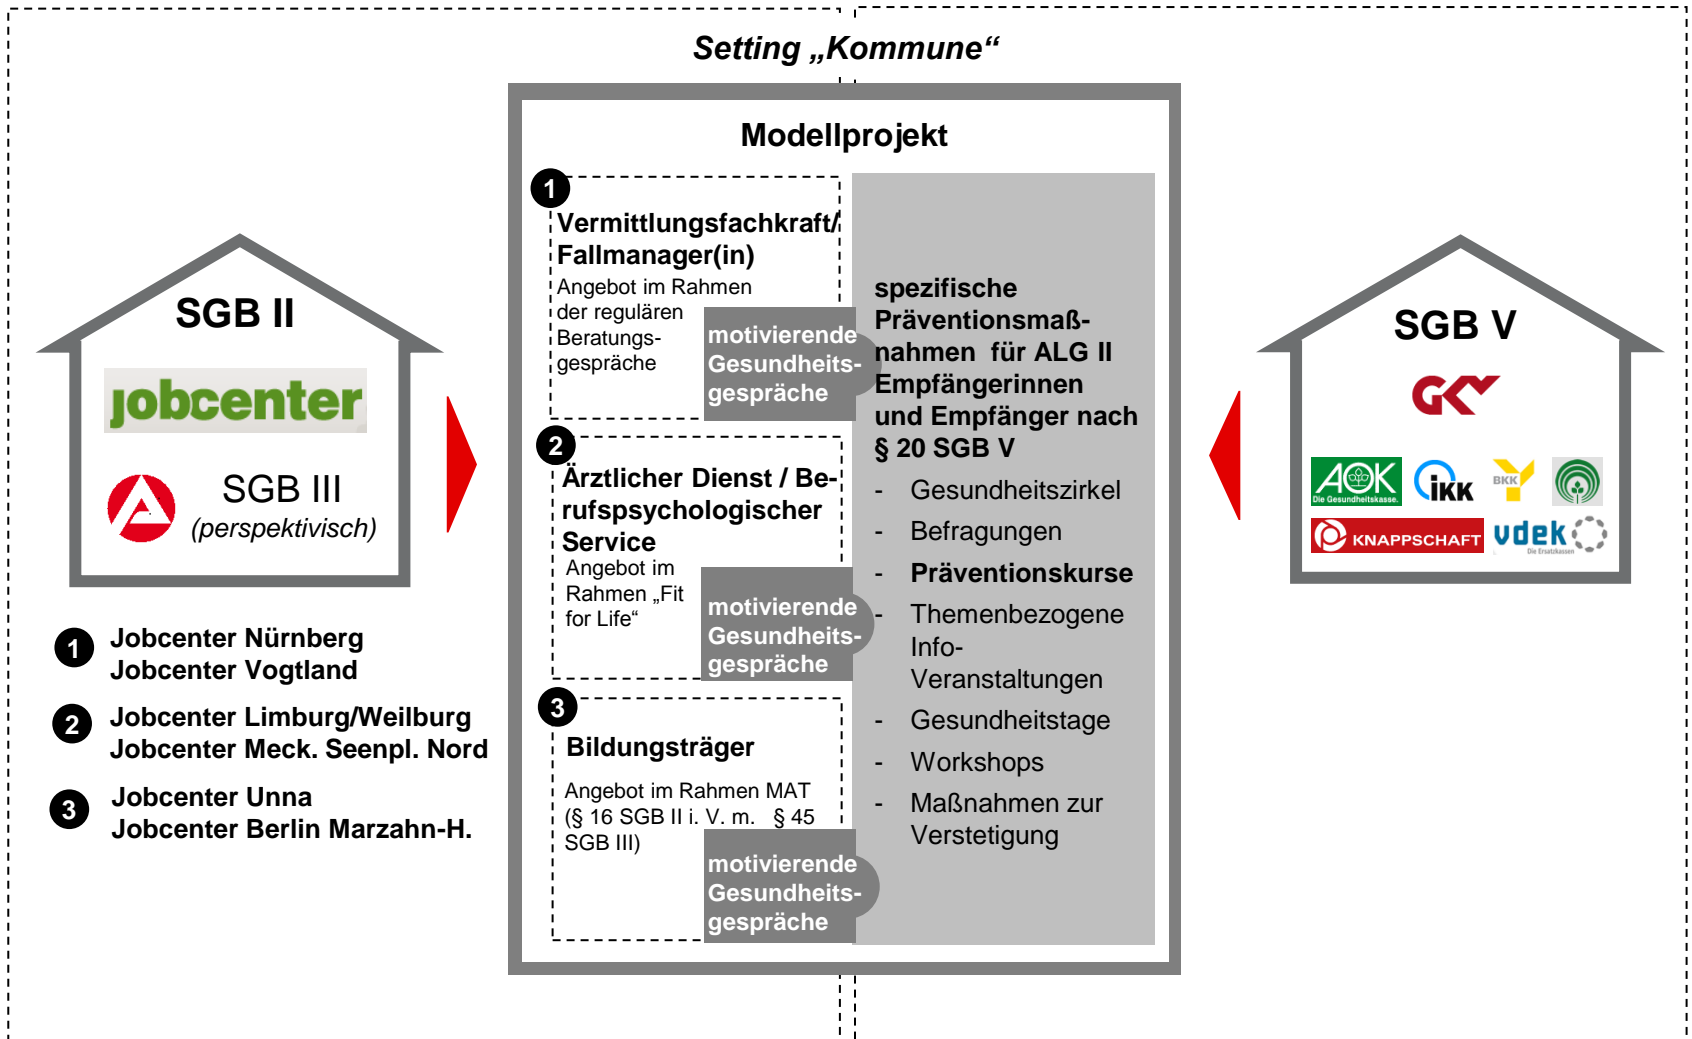 Setting „Kommune“
SGB II
jobcenter
SGB III
(perspektivisch)
1
Jobcenter Nürnberg
Jobcenter Vogtland
2
Jobcenter Limburg/Weilburg
Jobcenter Meck. Seenpl. Nord
3
Jobcenter Unna
Jobcenter Berlin Marzahn-H.
Modellprojekt
1
Vermittlungsfachkraft/
Fallmanager(in)
Angebot im Rahmen
der regulären
Beratungs-
gespräche
motivierende
Gesundheits-
gespräche
2
Ärztlicher Dienst / Be-
rufspsychologischer
Service
Angebot im
Rahmen „Fit
for Life“
motivierende
Gesundheits-
gespräche
3
Bildungsträger
Angebot im Rahmen MAT
(§ 16 SGB II i. V. m. § 45
SGB III)
motivierende
Gesundheits-
gespräche
spezifische
Präventionsmaß-
nahmen für ALG II
Empfängerinnen
und Empfänger nach
§ 20 SGB V
- Gesundheitszirkel
- Befragungen
- Präventionskurse
- Themenbezogene
Info-
Veranstaltungen
- Gesundheitstage
- Workshops
- Maßnahmen zur
Verstetigung
SGB V
GKV
AOK
Die Gesundheitskasse.
IKK
BKK
KNAPPSCHAFT
vdek
Die Ersatzkassen